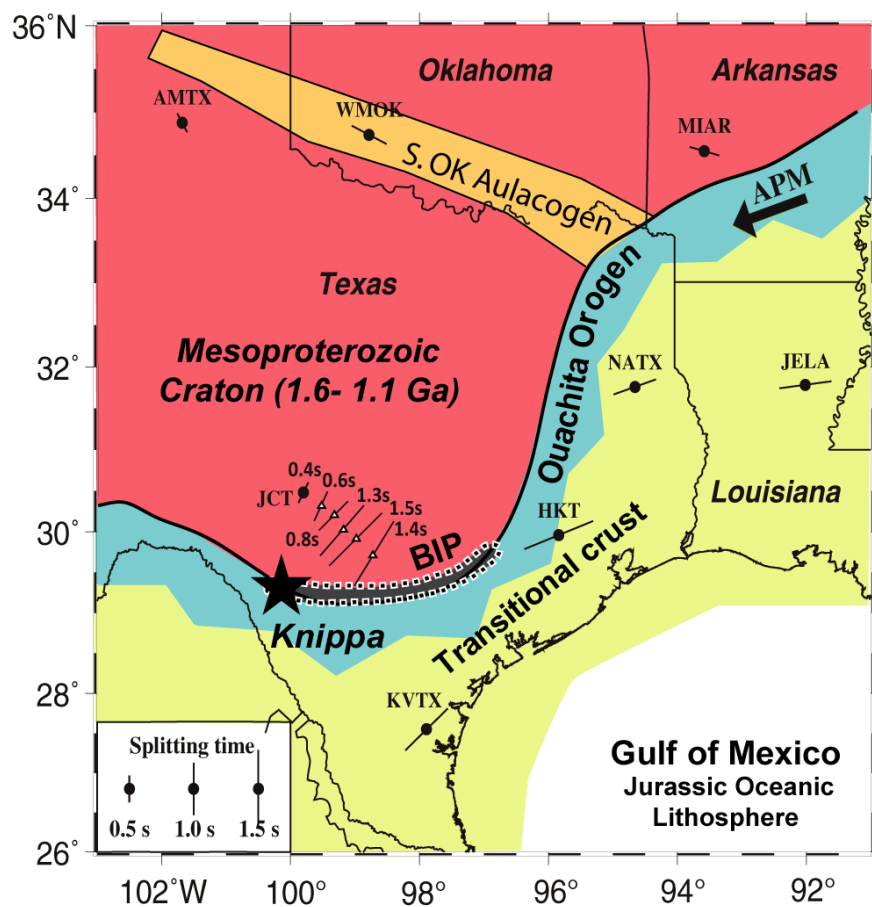 36°N
34°
32°
30°
28°
26°
102°W
100°
98°
96°
94°
92°
Oklahoma
Arkansas
AMTX
WMOK
MIAR
S. OK Aulacogen
APM
Texas
Mesoproterozoic
Craton (1.6- 1.1 Ga)
Ouachita Orogen
NATX
JELA
Louisiana
JCT
0.4s
0.6s
1.3s
1.5s
1.4s
0.8s
HKT
BIP
Knippa
Transitional crust
KVTX
Splitting time
0.5 s
1.0 s
1.5 s
Gulf of Mexico
Jurassic Oceanic
Lithosphere